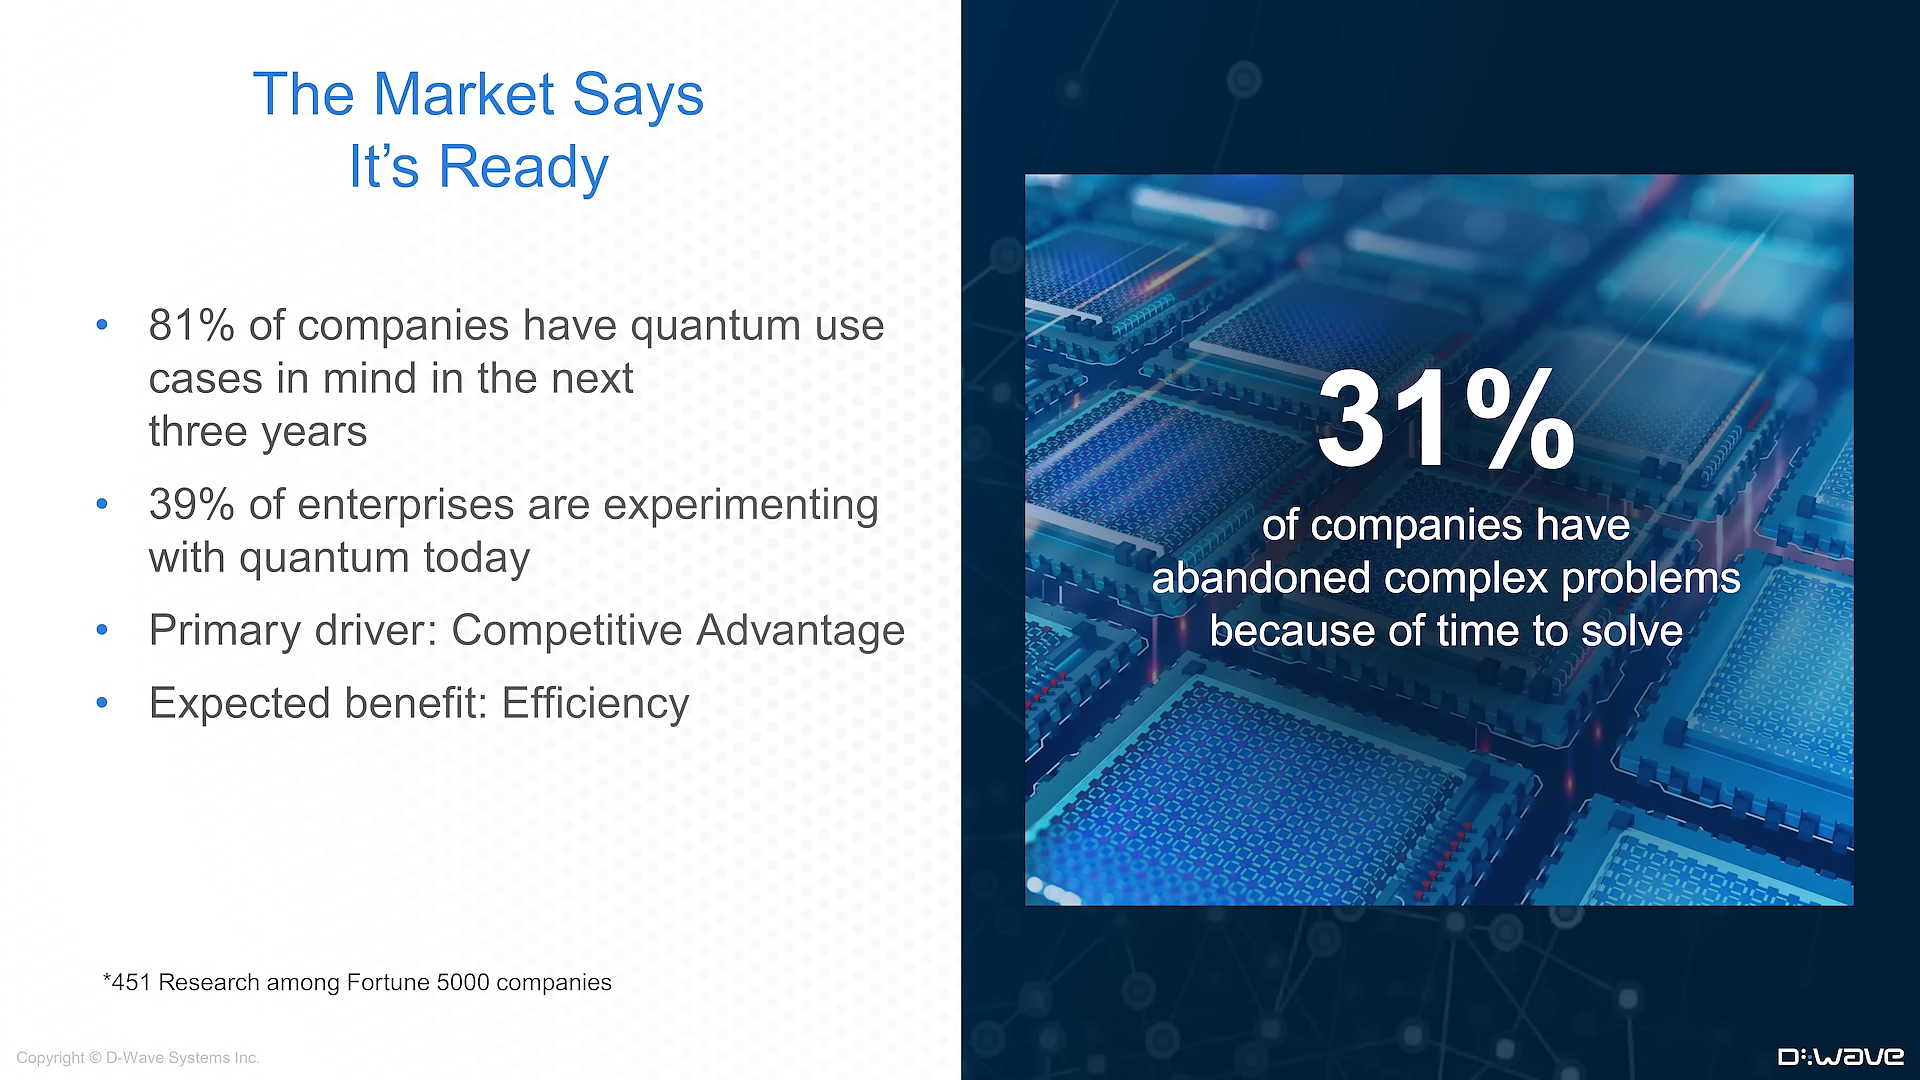 The Market Says
It’s Ready
• 81% of companies have quantum use
cases in mind in the next
three years
• 39% of enterprises are experimenting
with quantum today
• Primary driver: Competitive Advantage
• Expected benefit: Efficiency
*451 Research among Fortune 5000 companies
Copyright © D-Wave Systems Inc.
31%
of companies have
abandoned complex problems
because of time to solve
D:wave